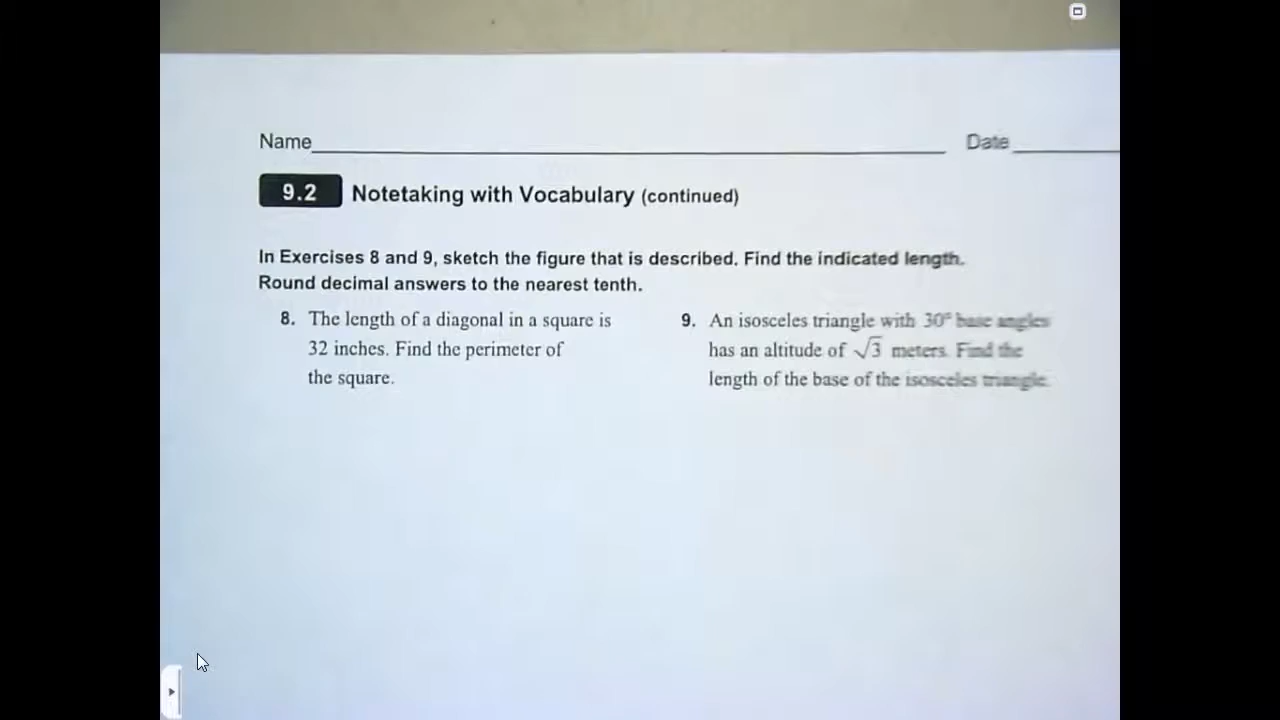 Name Date
9.2 Notetaking with Vocabulary (continued)
In Exercises 8 and 9, sketch the figure that is described. Find the indicated length.
Round decimal answers to the nearest tenth.
8. The length of a diagonal in a square is
32 inches. Find the perimeter of
the square.
9. An isosceles triangle with 30° base angles
has an altitude of √3 meters. Find the
length of the base of the isosceles triangle.